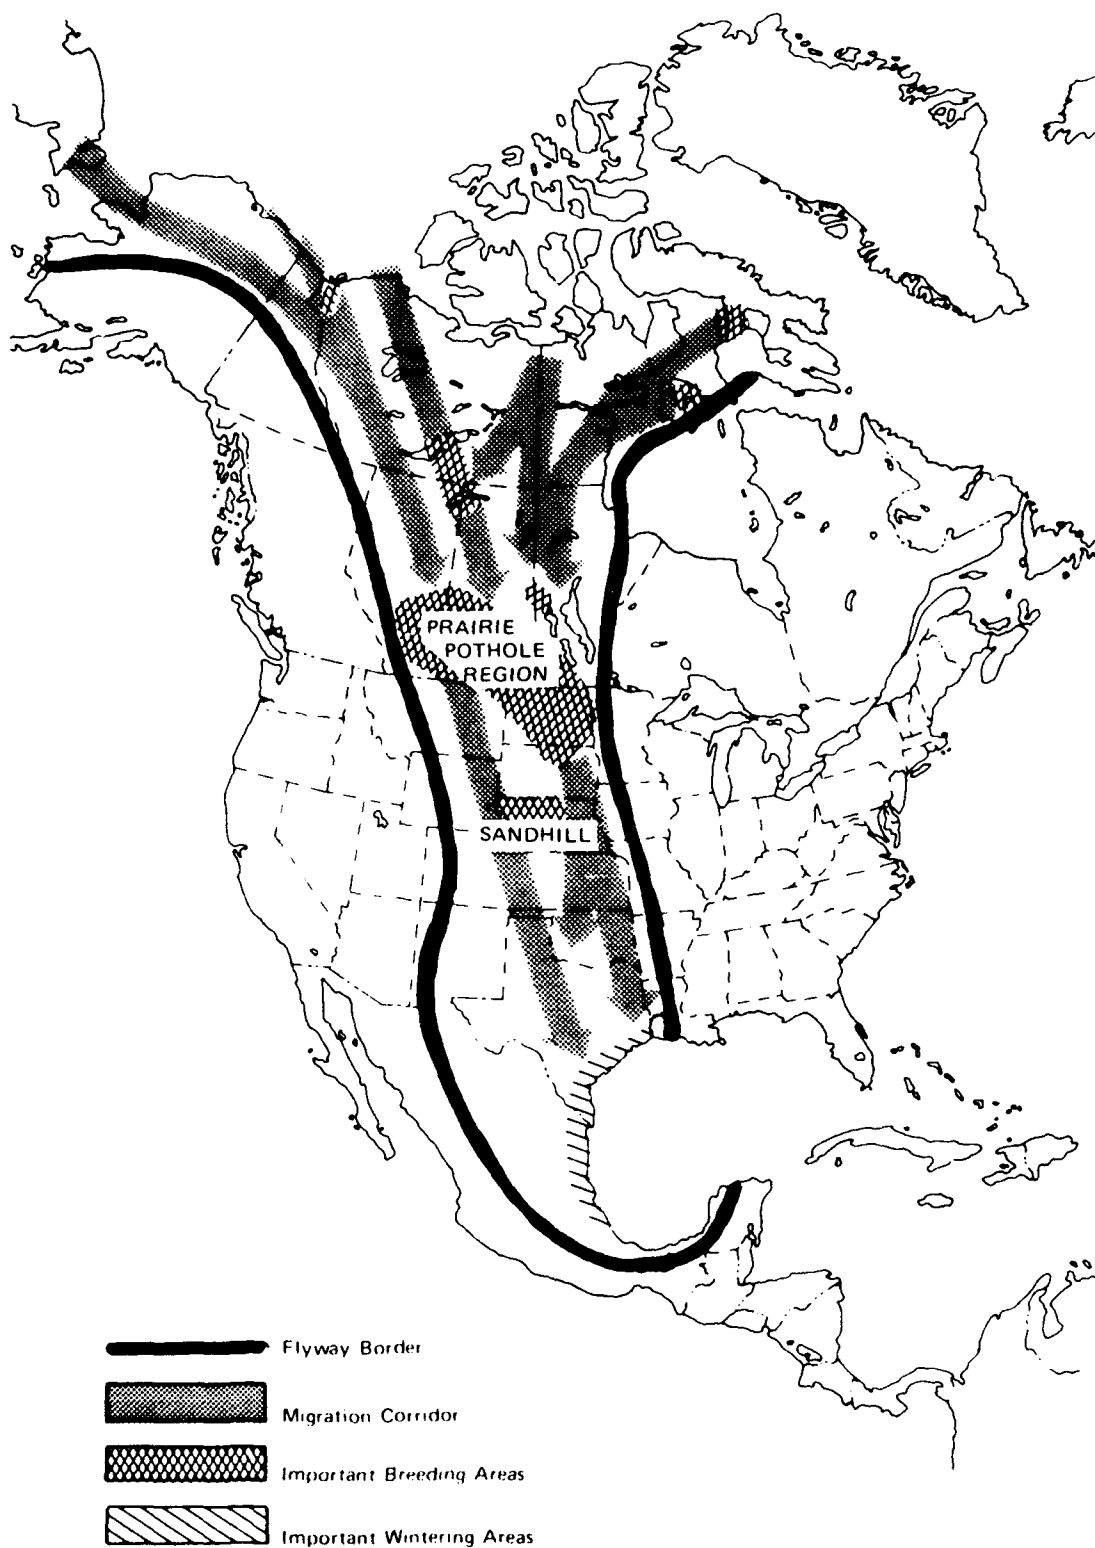 PRAIRIE
POTHOLE
REGION
SANDHILL
Flyway Border
Migration Corridor
Important Breeding Areas
Important Wintering Areas